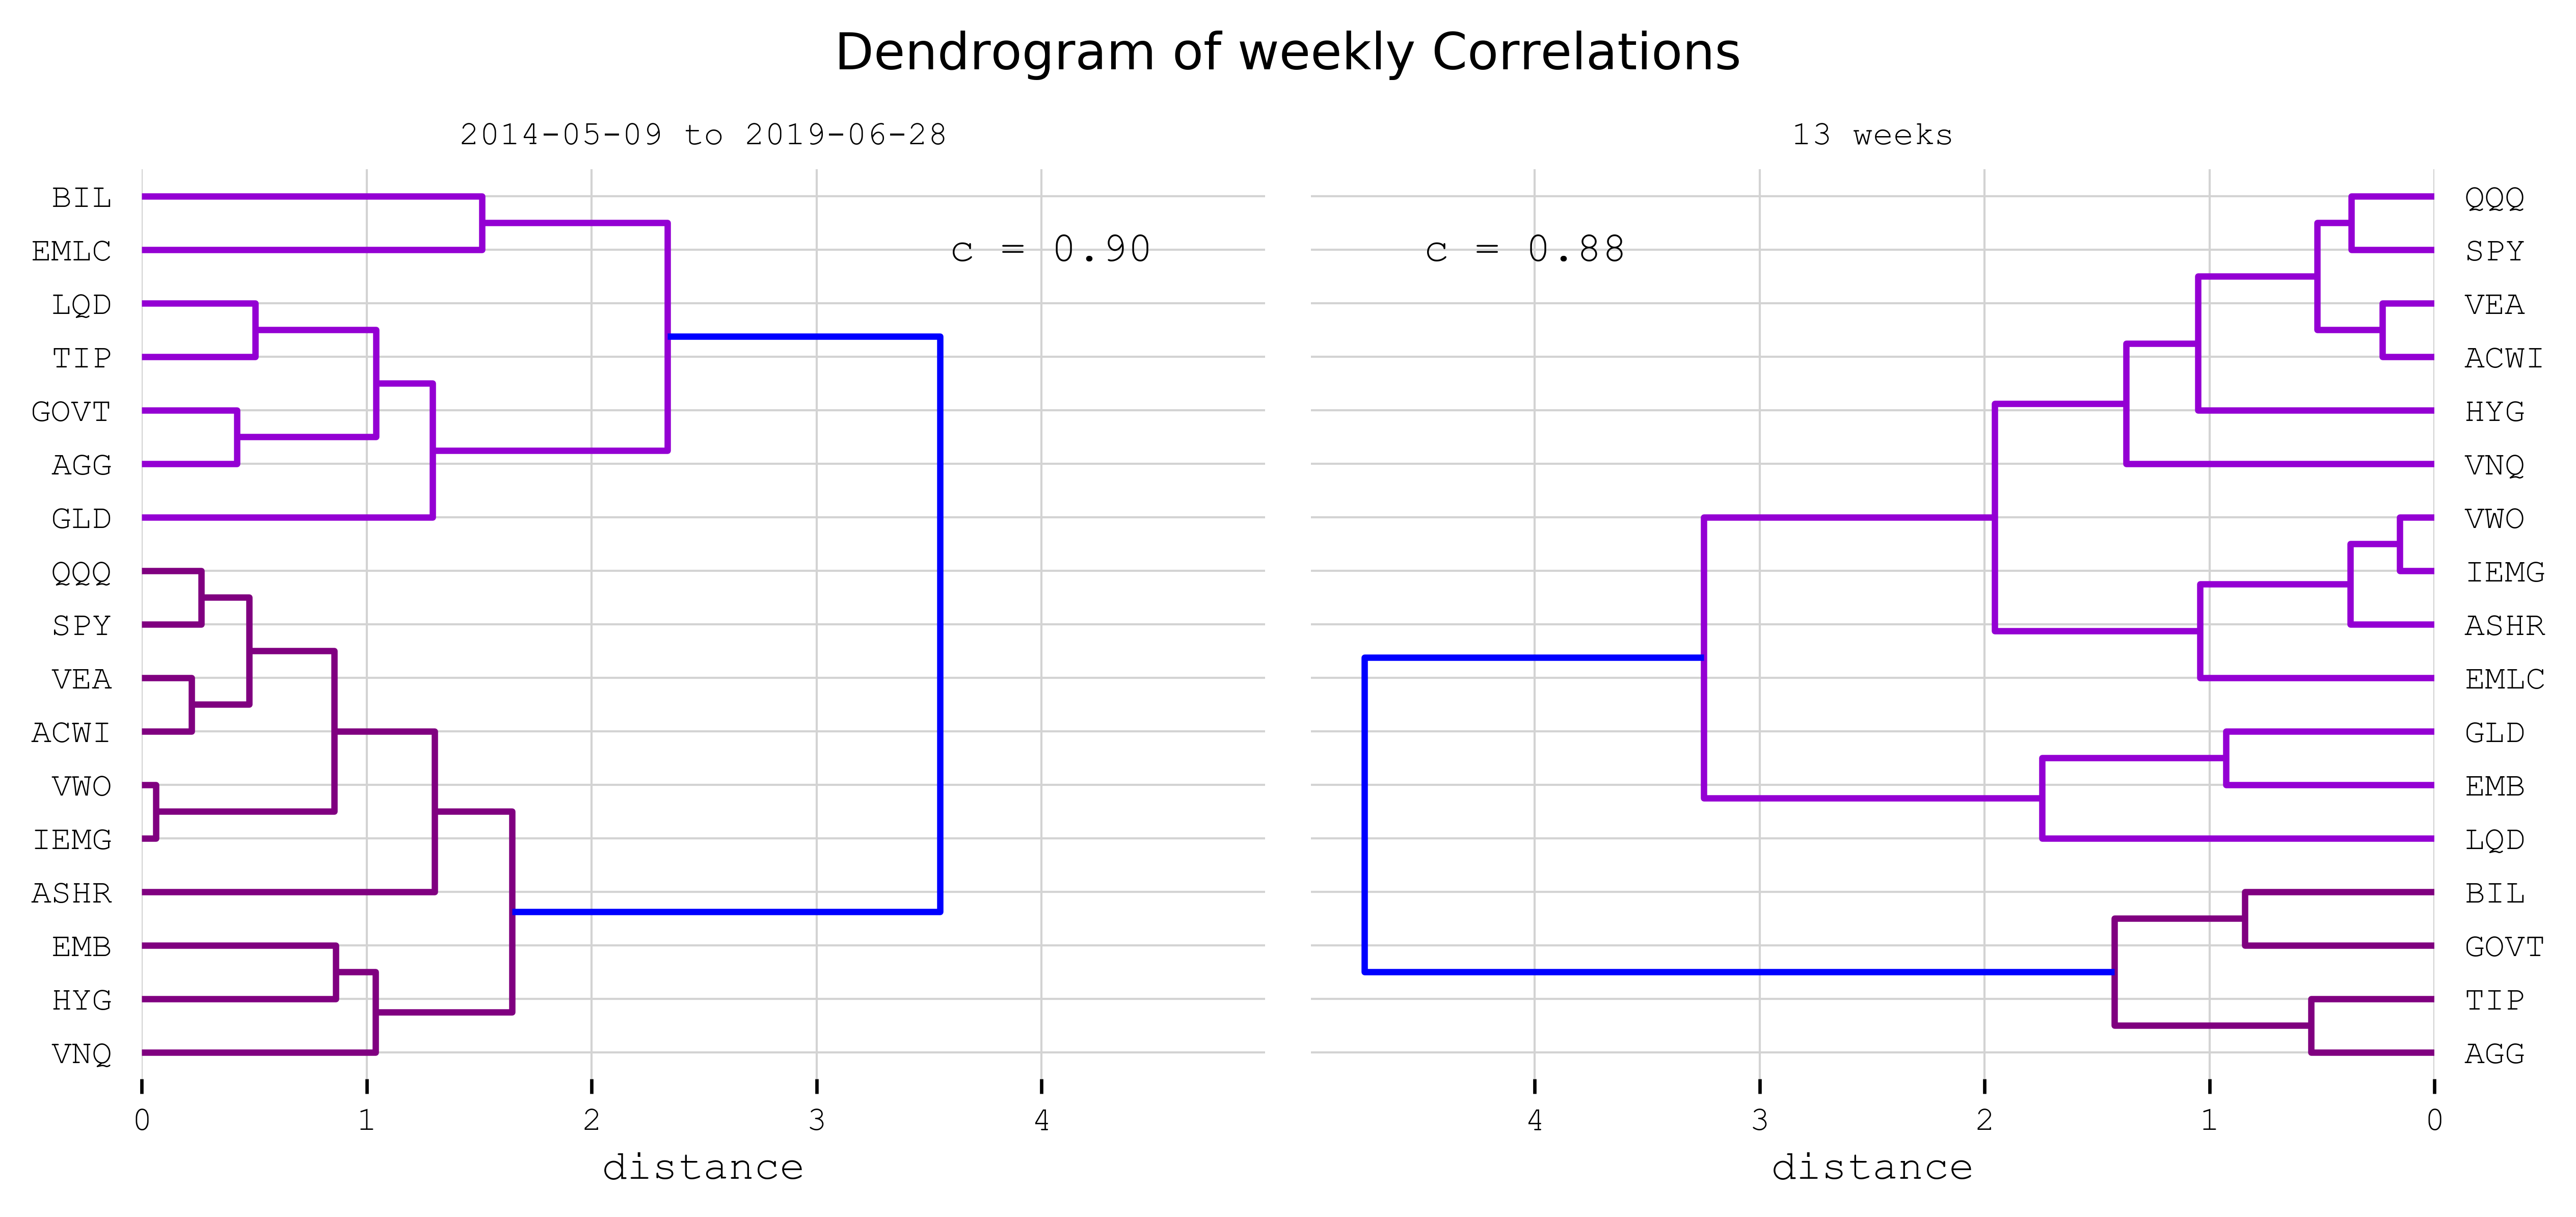 Dendrogram of weekly Correlations
2014-05-09 to 2019-06-28
BIL
EMLC
LQD
TIP
GOVT
AGG
GLD
QQQ
SPY
VEA
ACWI
VWO
IEMG
ASHR
EMB
HYG
VNQ
c = 0.90
0 1 2 3 4
distance
13 weeks
c = 0.88
QQQ
SPY
VEA
ACWI
HYG
VNQ
VWO
IEMG
ASHR
EMLC
GLD
EMB
LQD
BIL
GOVT
TIP
AGG
4 3 2 1 0
distance